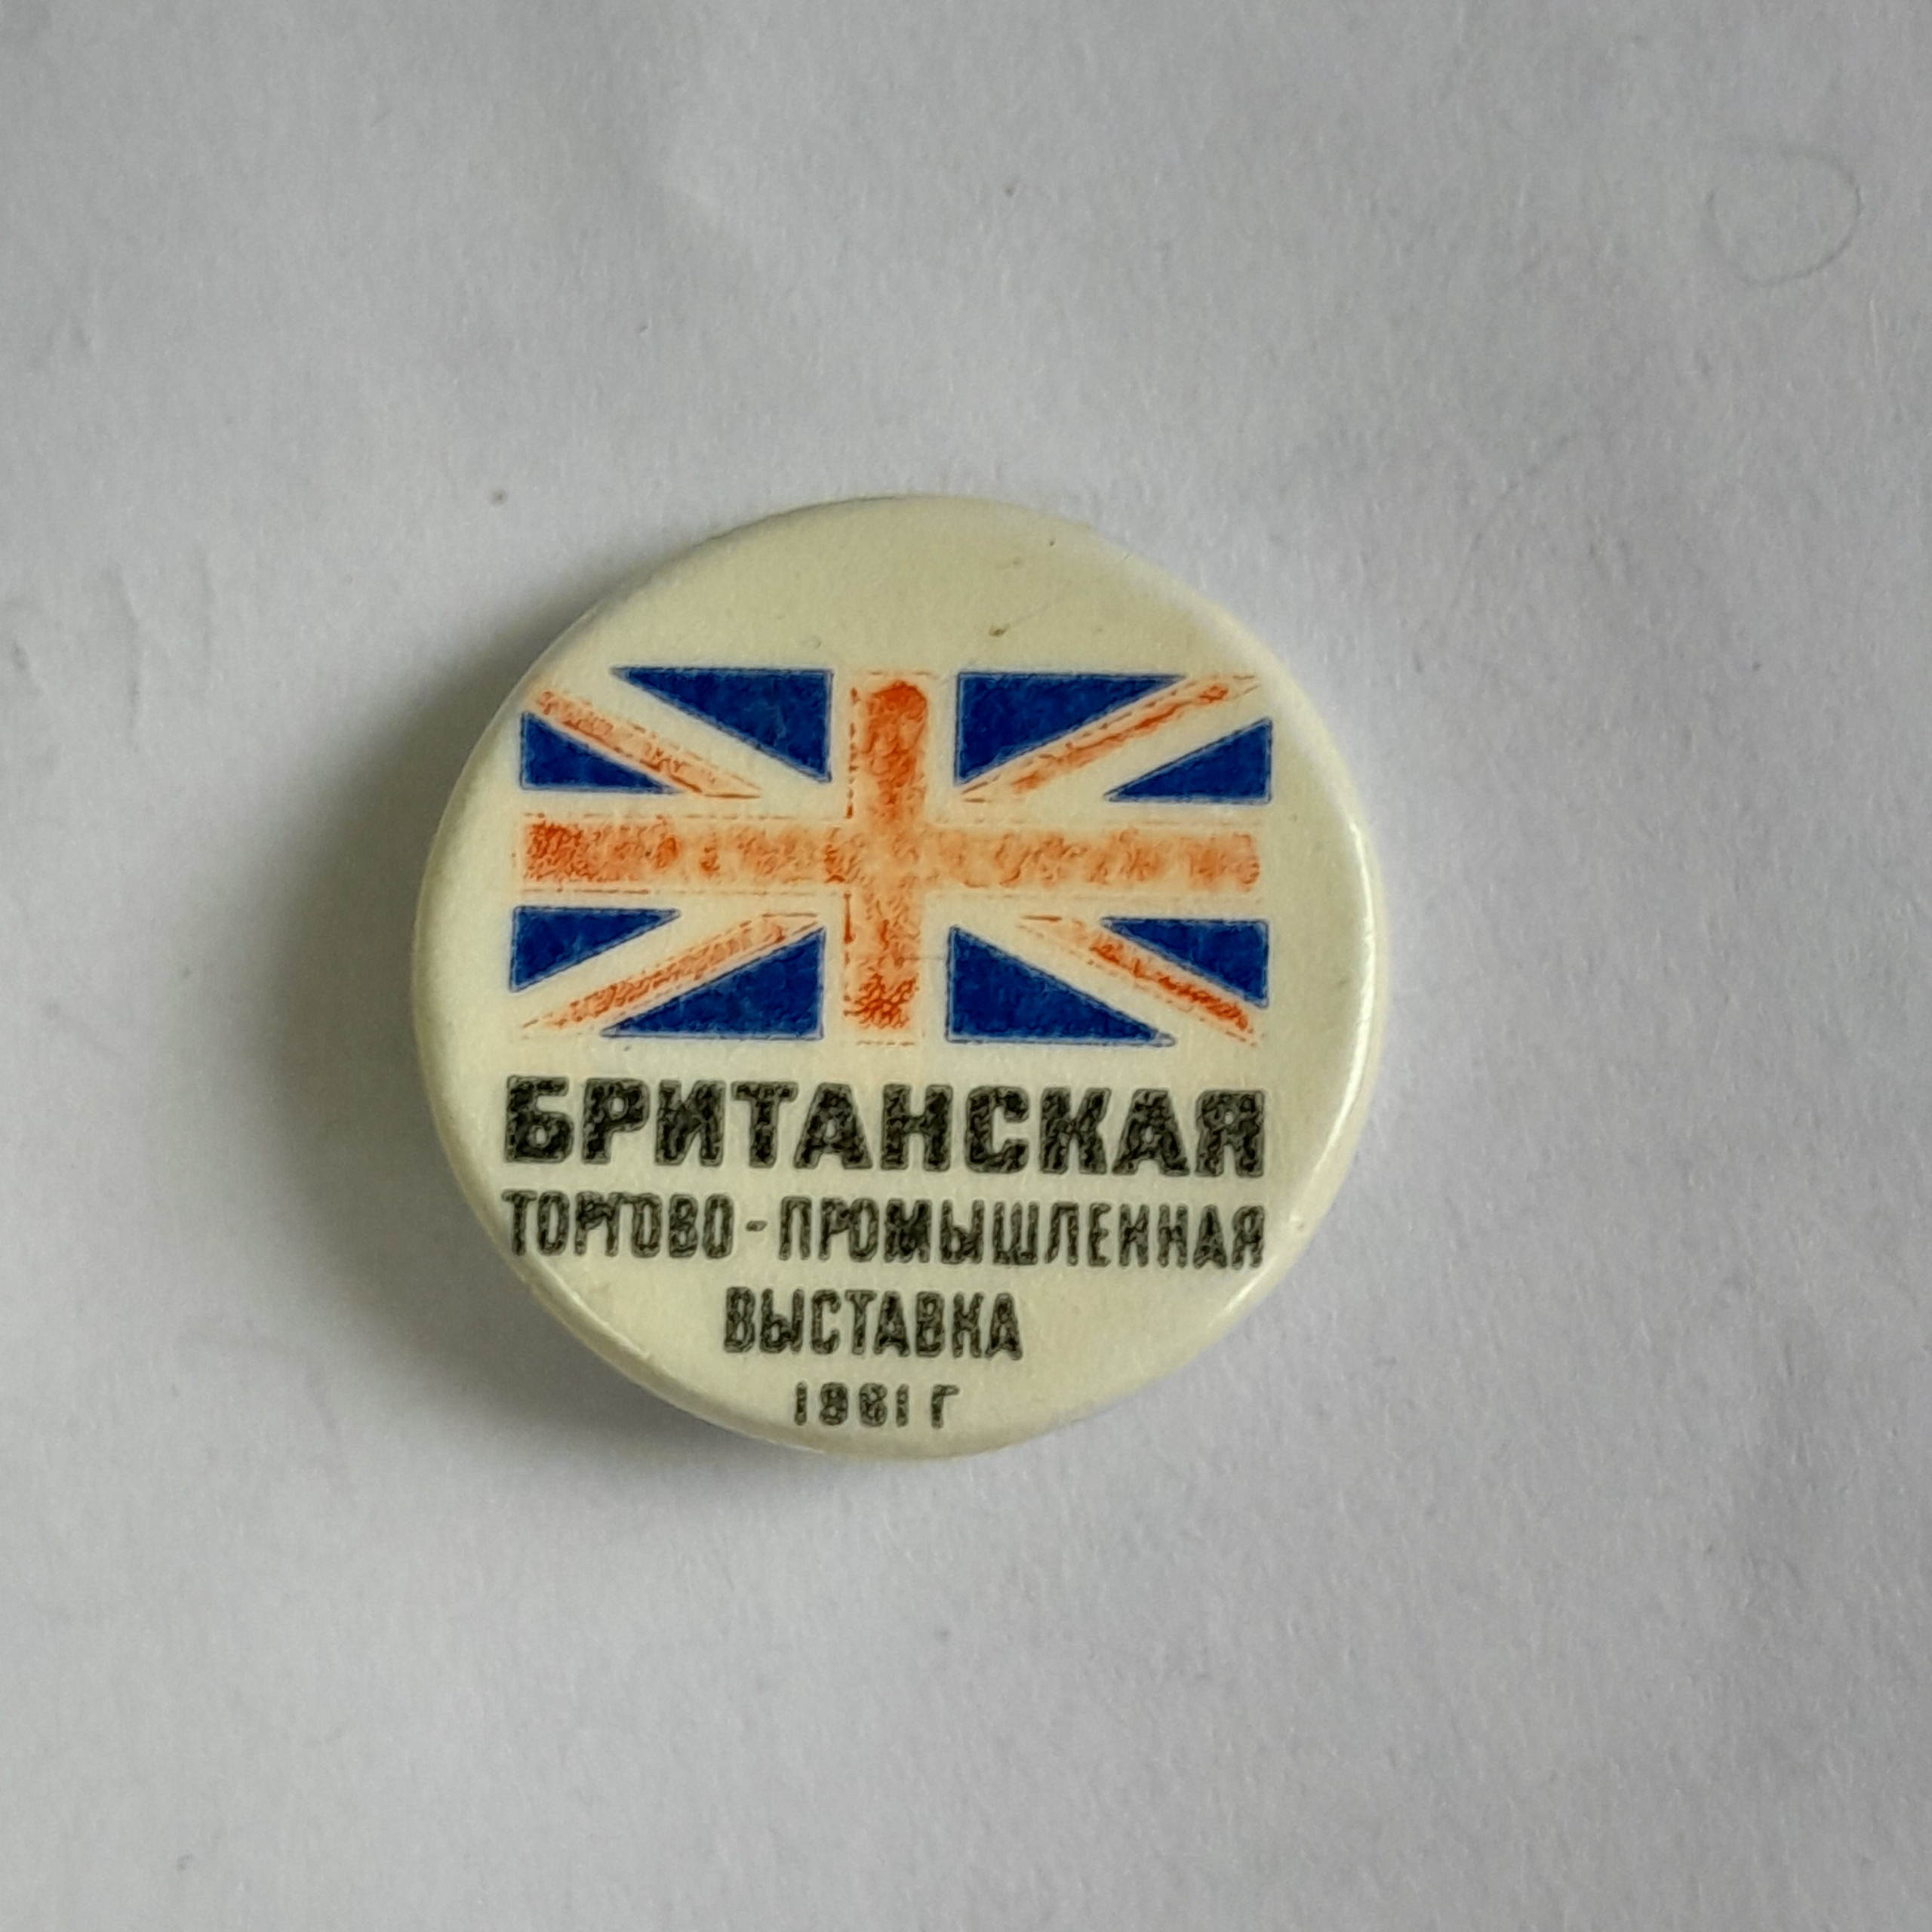 БРИТАНСКАЯ
ТОРГОВО-ПРОМЫШЛЕННАЯ
ВЫСТАВКА
1961 Г